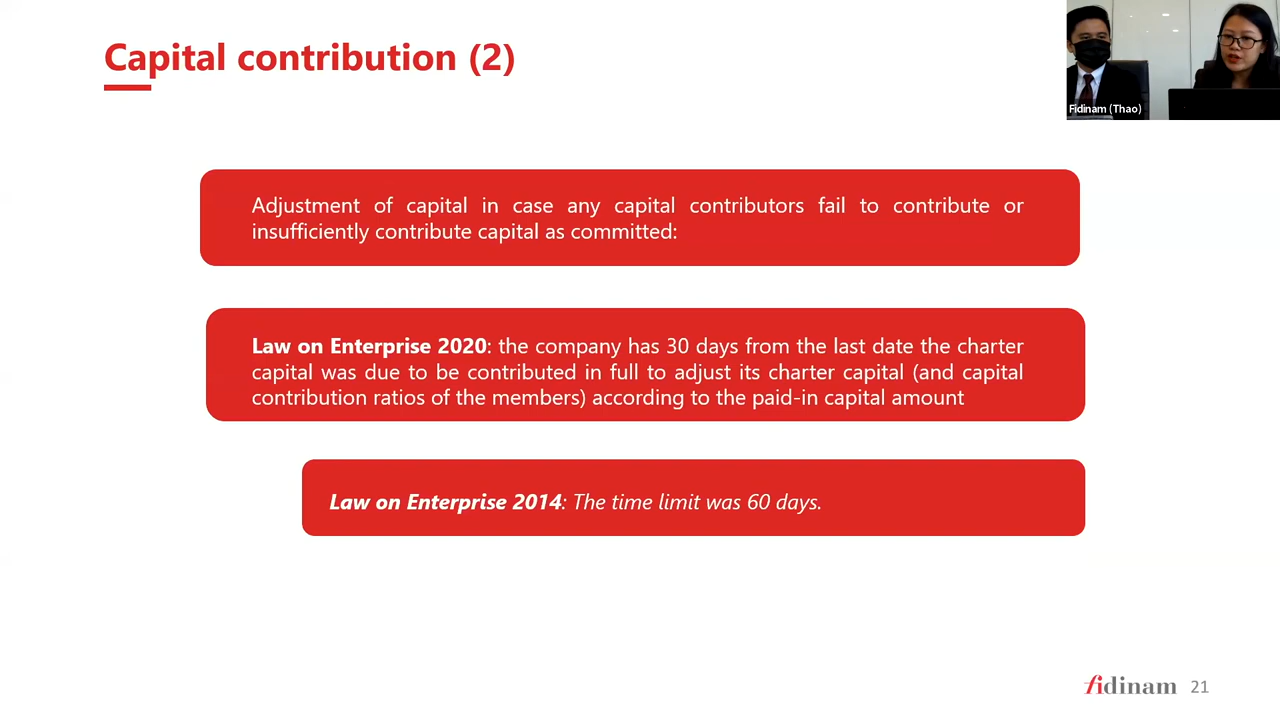 Capital contribution (2)
Fidinam (Thao)
Adjustment of capital in case any capital contributors fail to contribute or
insufficiently contribute capital as committed:
Law on Enterprise 2020: the company has 30 days from the last date the charter
capital was due to be contributed in full to adjust its charter capital (and capital
contribution ratios of the members) according to the paid-in capital amount
Law on Enterprise 2014: The time limit was 60 days.
fidinam 21